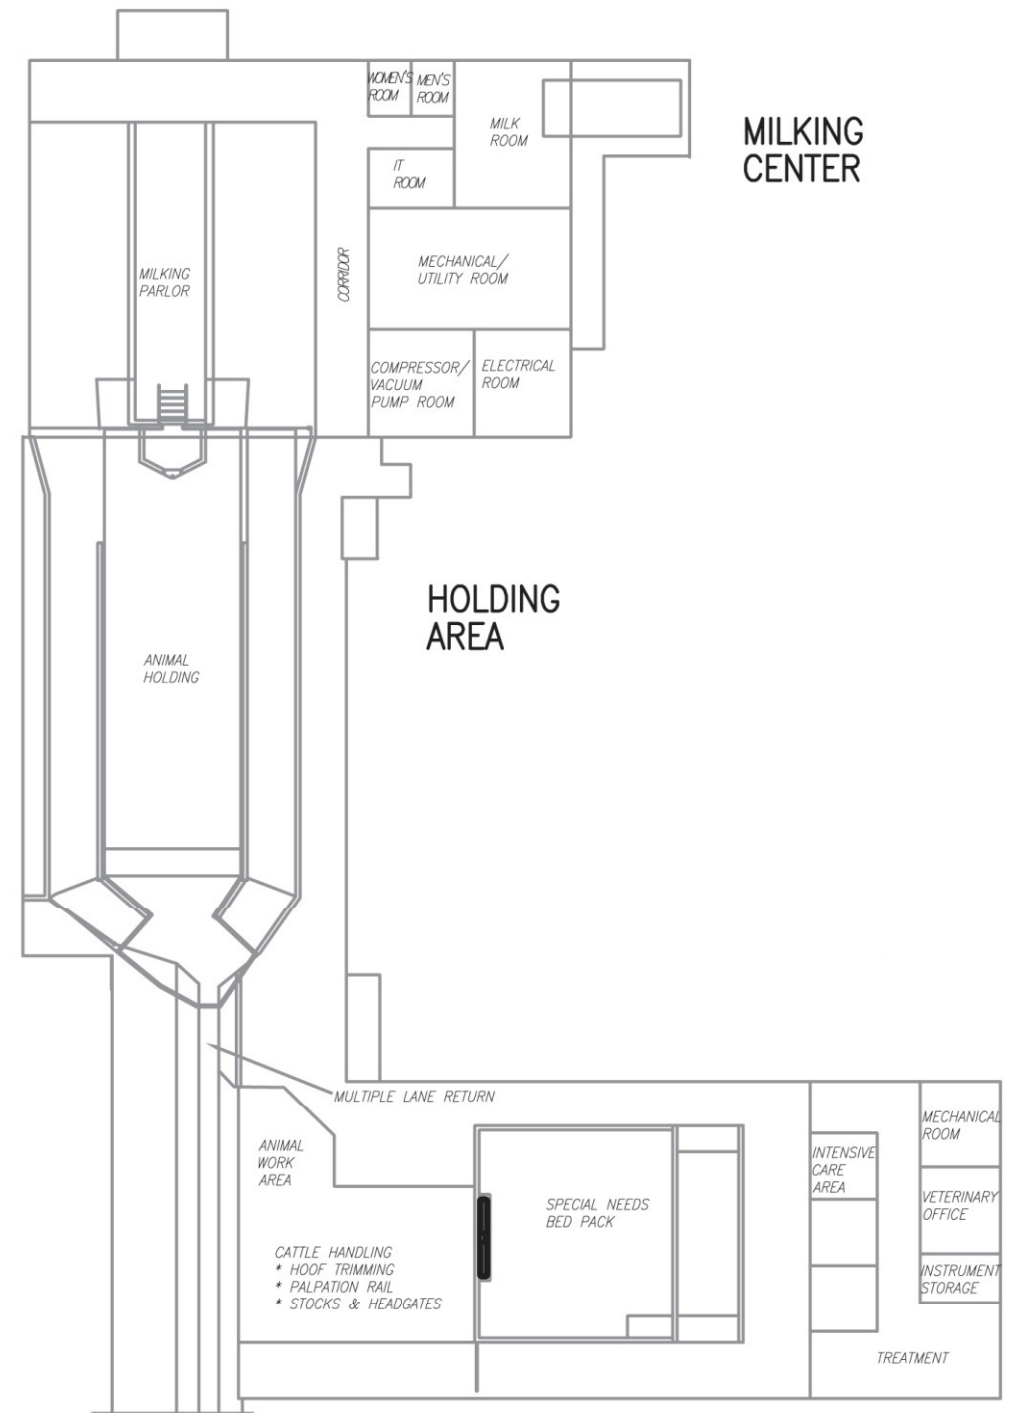 WOMEN'S
ROOM
MEN'S
ROOM
MILK
ROOM
MILKING
CENTER
IT
ROOM
CORRIDOR
MILKING
PARLOR
MECHANICAL/
UTILITY ROOM
COMPRESSOR/
VACUUM
PUMP ROOM
ELECTRICAL
ROOM
HOLDING
AREA
ANIMAL
HOLDING
MULTIPLE LANE RETURN
ANIMAL
WORK
AREA
CATTLE HANDLING
* HOOF TRIMMING
* PALPATION RAIL
* STOCKS & HEADGATES
SPECIAL NEEDS
BED PACK
INTENSIVE
CARE
AREA
MECHANICAL
ROOM
VETERINARY
OFFICE
INSTRUMENT
STORAGE
TREATMENT